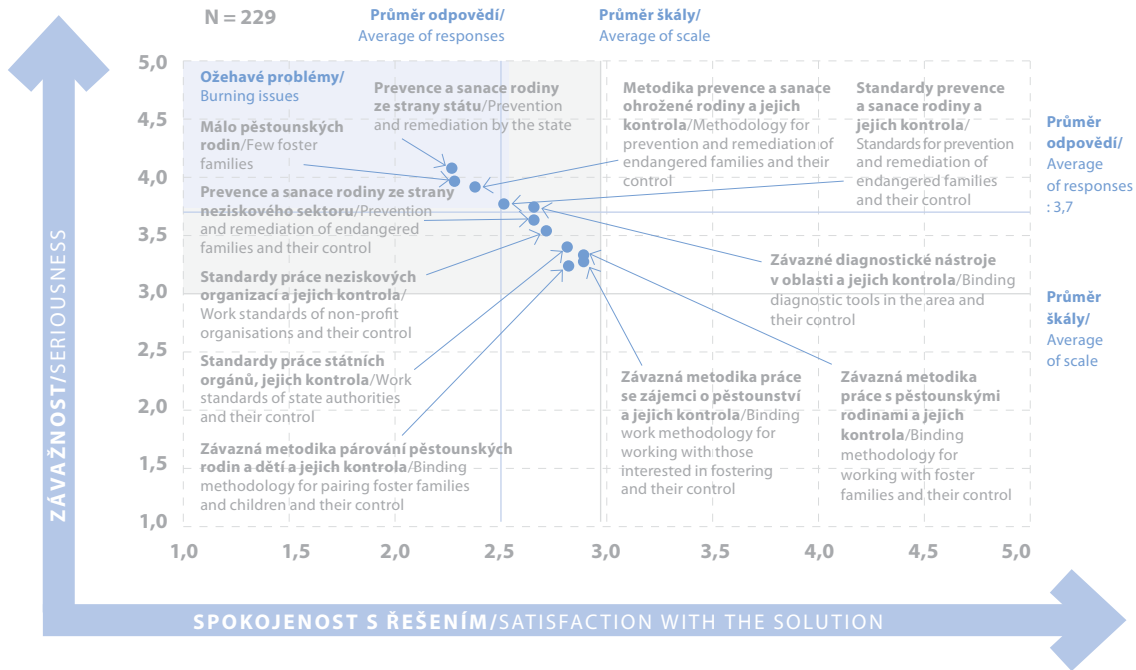 N = 229
Průměr odpovědí/
Average of responses
Průměr škály/
Average of scale
5,0
4,5
4,0
3,5
3,0
2,5
2,0
1,5
1,0
Ožehavé problémy/
Burning issues
Málo pěstounských
rodin/Few foster
families
Prevence a sanace rodiny
ze strany státu/Prevention
and remediation by the state
Metodika prevence a sanace
ohrožené rodiny a jejich
kontrola/Methodology for
prevention and remediation of
endangered families and their
control
Standardy prevence
a sanace rodiny a
jejich kontrola/
Standards for prevention
and remediation of
endangered families
and their control
Průměr
odpovědí/
Average
of responses
: 3,7
Prevence a sanace rodiny ze strany
neziskového sektoru/Prevention
and remediation of endangered
families and their control
Standardy práce neziskových
organizací a jejich kontrola/
Work standards of non-profit
organisations and their control
Závazné diagnostické nástroje
v oblasti a jejich kontrola/Binding
diagnostic tools in the area and
their control
Průměr
škály/
Average
of scale
Standardy práce státních
orgánů, jejich kontrola/Work
standards of state authorities
and their control
Závazná metodika párování pěstounských
rodin a dětí a jejich kontrola/Binding
methodology for pairing foster families
and children and their control
Závazná metodika práce
se zájemci o pěstounství
a jejich kontrola/Binding
work methodology for
working with those
interested in fostering
and their control
Závazná metodika
práce s pěstounskými
rodinami a jejich
kontrola/Binding
methodology for
working with foster
families and their control
1,0
1,5
2,0
2,5
3,0
3,5
4,0
4,5
5,0
ZÁVAŽNOST/SERIOUSNESS
SPOKOJENOST S ŘEŠENÍM/SATISFACTION WITH THE SOLUTION